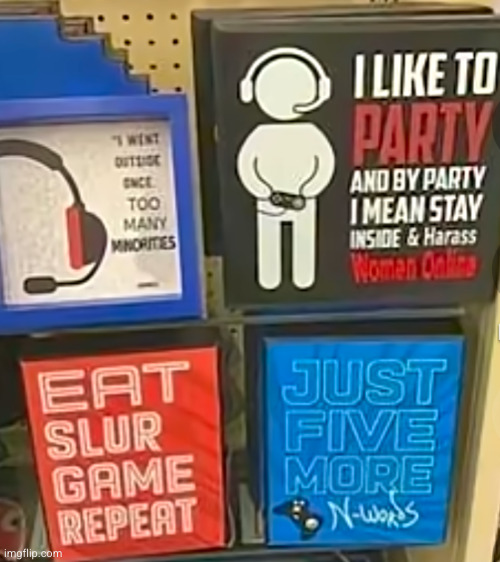 "I WENT
OUTSIDE
ONCE.
TOO
MANY
MINORITIES
I LIKE TO
PARTY
AND BY PARTY
I MEAN STAY
INSIDE & Harass
Women Online
EAT
SLUR
GAME
REPEAT
JUST
FIVE
MORE
N-WORDS
imgflip.com